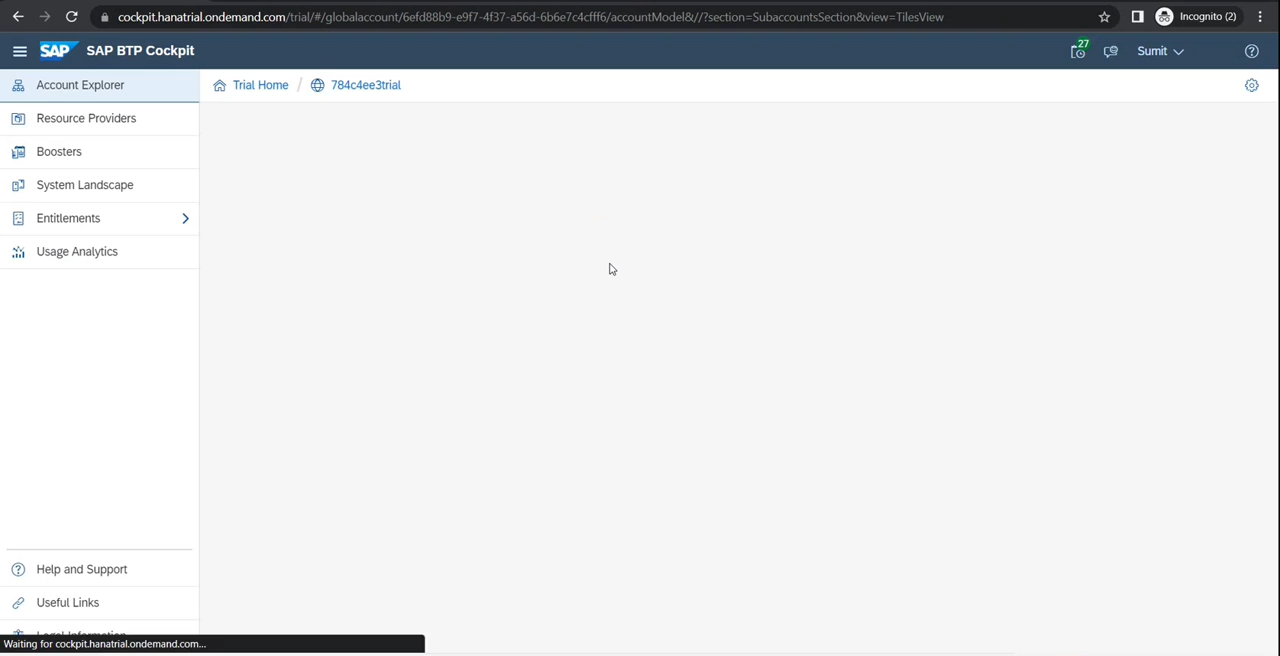 cockpit.hanatrial.ondemand.com/trial/#/globalaccount/6efd88b9-e9f7-4f37-a56d-6b6e7c4cfff6/accountModel&//?section=SubaccountsSection&view=TilesView
Incognito (2)
SAP SAP BTP Cockpit
27
Sumit
Account Explorer
Trial Home / 784c4ee3trial
Resource Providers
Boosters
System Landscape
Entitlements
Usage Analytics
Help and Support
Useful Links
Legal Information
Waiting for cockpit.hanatrial.ondemand.com...